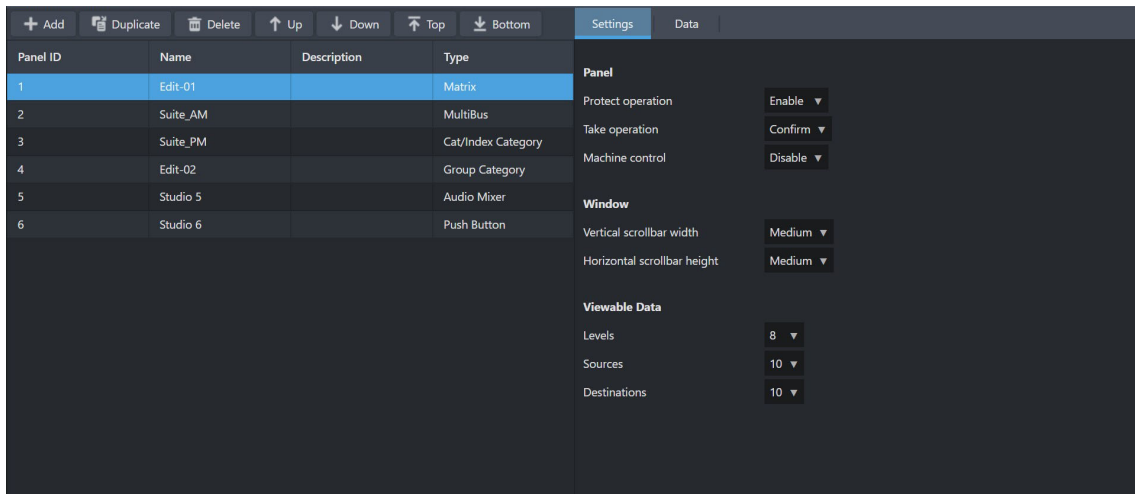 Add Duplicate Delete Up Down Top Bottom
Panel ID Name Description Type
1 Edit-01 Matrix
2 Suite_AM MultiBus
3 Suite_PM Cat/Index Category
4 Edit-02 Group Category
5 Studio 5 Audio Mixer
6 Studio 6 Push Button
Settings Data
Panel
Protect operation Enable
Take operation Confirm
Machine control Disable
Window
Vertical scrollbar width Medium
Horizontal scrollbar height Medium
Viewable Data
Levels 8
Sources 10
Destinations 10